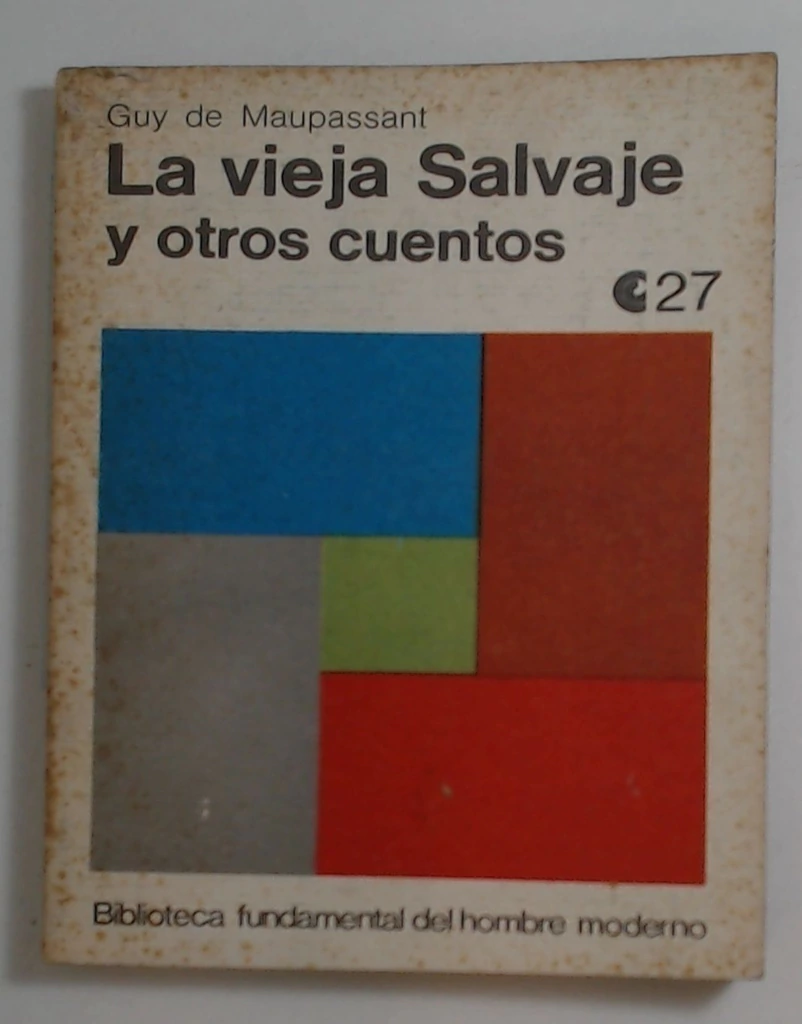 Guy de Maupassant
La vieja Salvaje
y otros cuentos
27
Biblioteca fundamental del hombre moderno